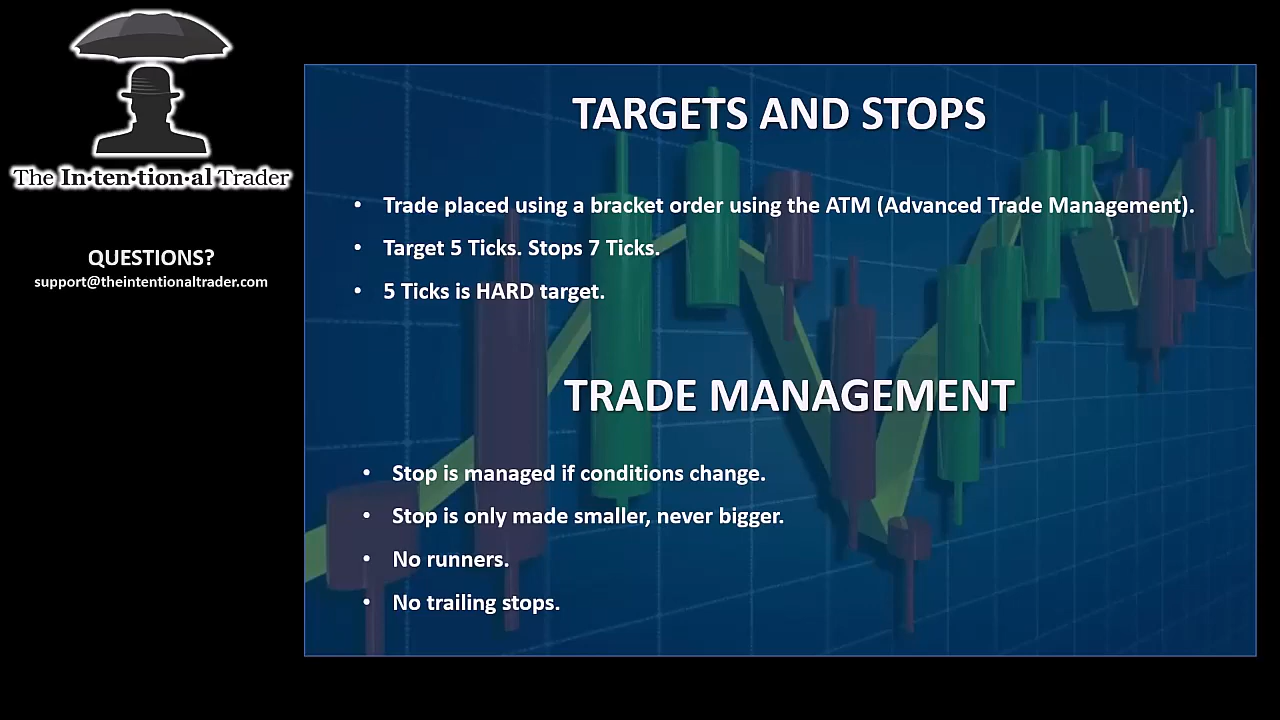 The In·ten·tion·al Trader
QUESTIONS?
support@theintentionaltrader.com
TARGETS AND STOPS
• Trade placed using a bracket order using the ATM (Advanced Trade Management).
• Target 5 Ticks. Stops 7 Ticks.
• 5 Ticks is HARD target.
TRADE MANAGEMENT
• Stop is managed if conditions change.
• Stop is only made smaller, never bigger.
• No runners.
• No trailing stops.